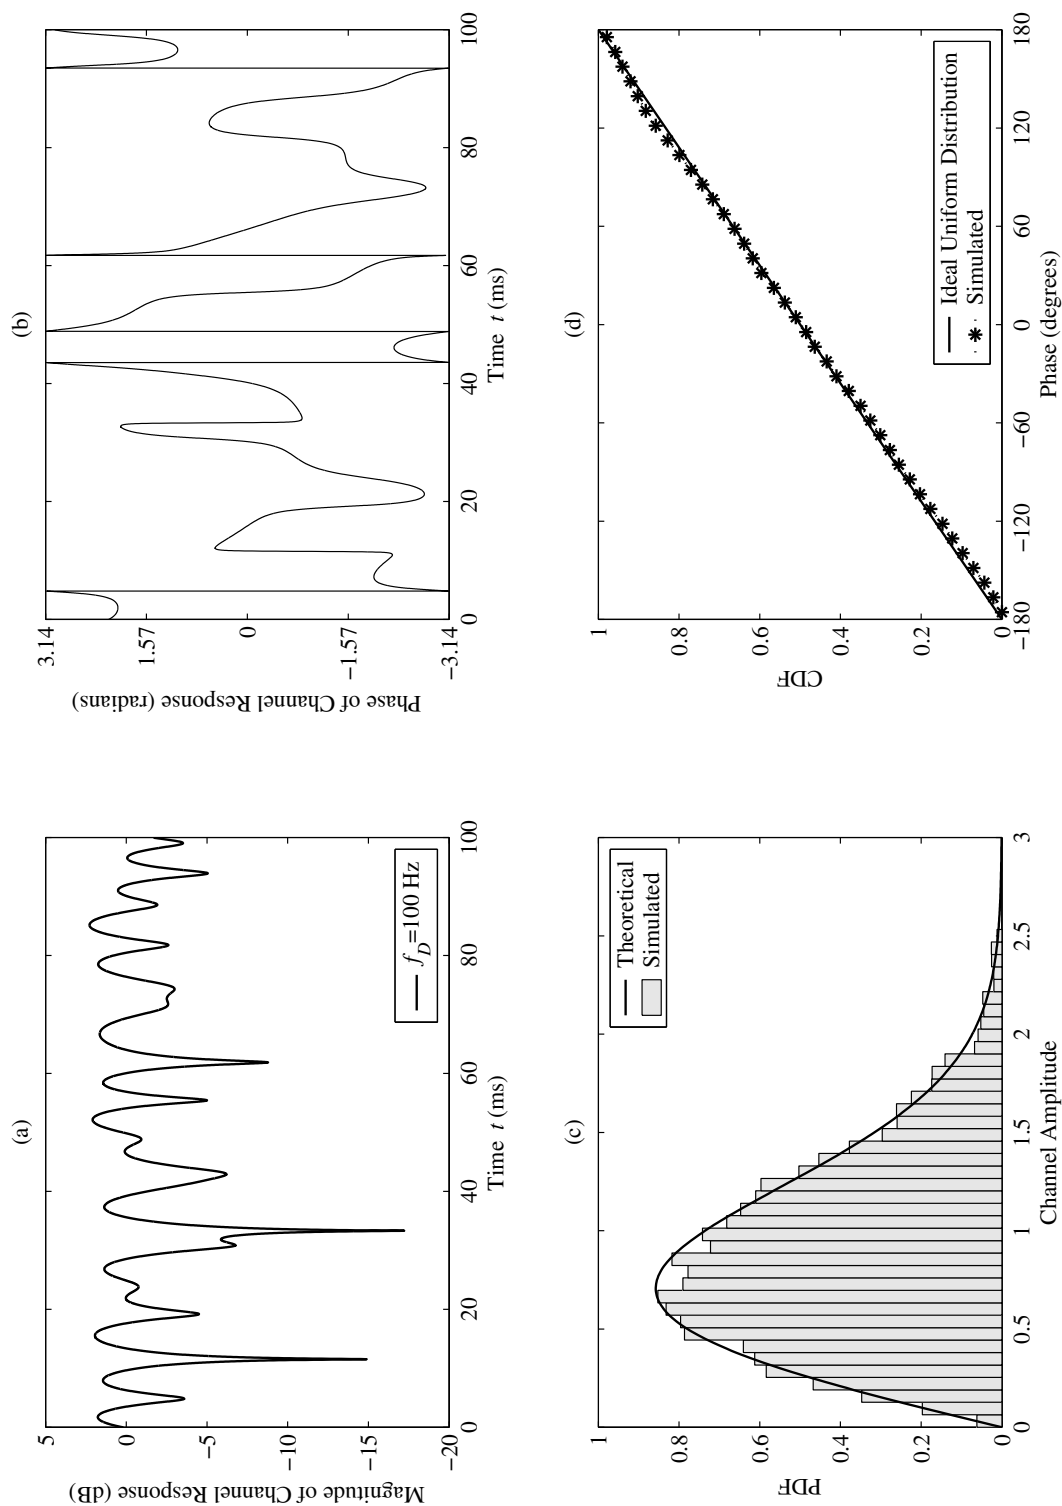 (a)
Magnitude of Channel Response (dB)
5
0
−5
−10
−15
−20
0
20
40
60
80
100
Time t (ms)
f_D=100 Hz
(b)
Phase of Channel Response (radians)
3.14
1.57
0
−1.57
−3.14
0
20
40
60
80
100
Time t (ms)
(c)
PDF
1
0.8
0.6
0.4
0.2
0
0
0.5
1
1.5
2
2.5
3
Channel Amplitude
Theoretical
Simulated
(d)
CDF
1
0.8
0.6
0.4
0.2
0
−180
−120
−60
0
60
120
180
Phase (degrees)
Ideal Uniform Distribution
Simulated